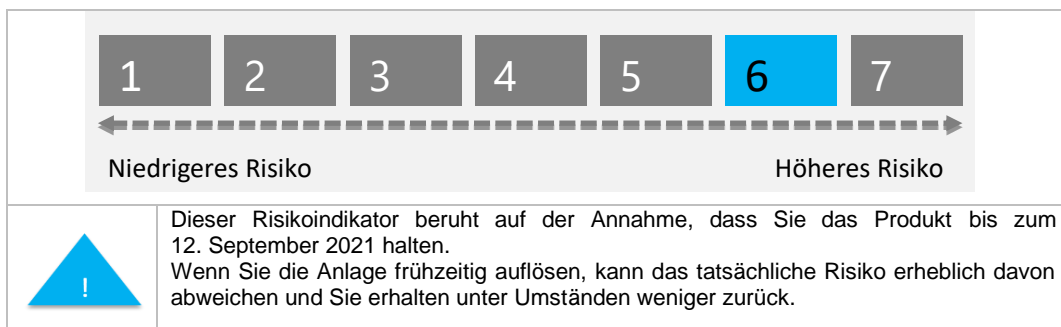 1 2 3 4 5 6 7
Niedrigeres Risiko Höheres Risiko
Dieser Risikoindikator beruht auf der Annahme, dass Sie das Produkt bis zum
12. September 2021 halten.
Wenn Sie die Anlage frühzeitig auflösen, kann das tatsächliche Risiko erheblich davon
! abweichen und Sie erhalten unter Umständen weniger zurück.